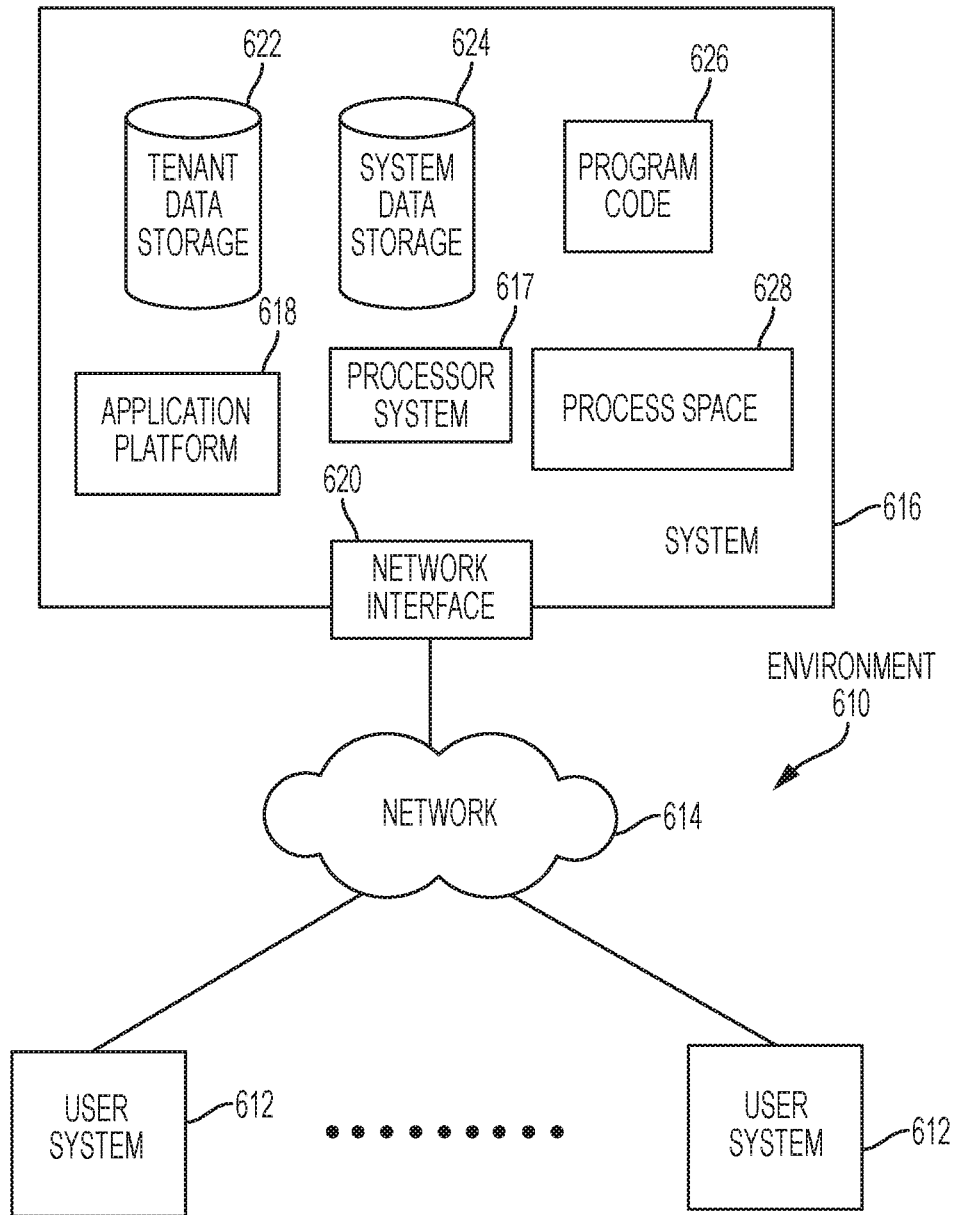 622
624
626
TENANT
DATA
STORAGE
SYSTEM
DATA
STORAGE
PROGRAM
CODE
618
617
628
APPLICATION
PLATFORM
PROCESSOR
SYSTEM
PROCESS SPACE
620
616
SYSTEM
NETWORK
INTERFACE
ENVIRONMENT
610
NETWORK
614
USER
SYSTEM
612
USER
SYSTEM
612